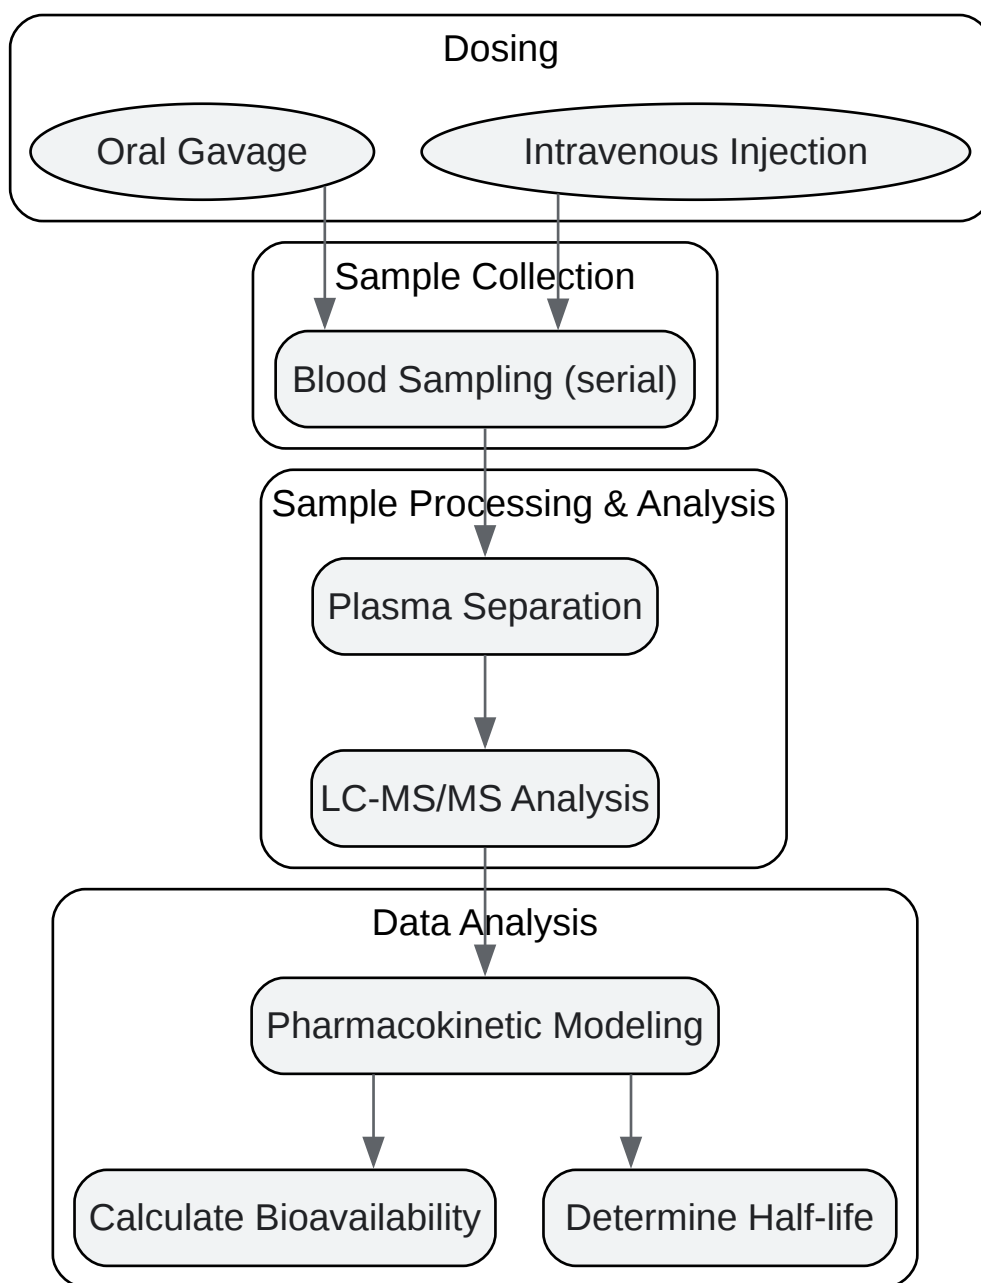 Dosing
Oral Gavage
Intravenous Injection
Sample Collection
Blood Sampling (serial)
Sample Processing & Analysis
Plasma Separation
LC-MS/MS Analysis
Data Analysis
Pharmacokinetic Modeling
Calculate Bioavailability
Determine Half-life